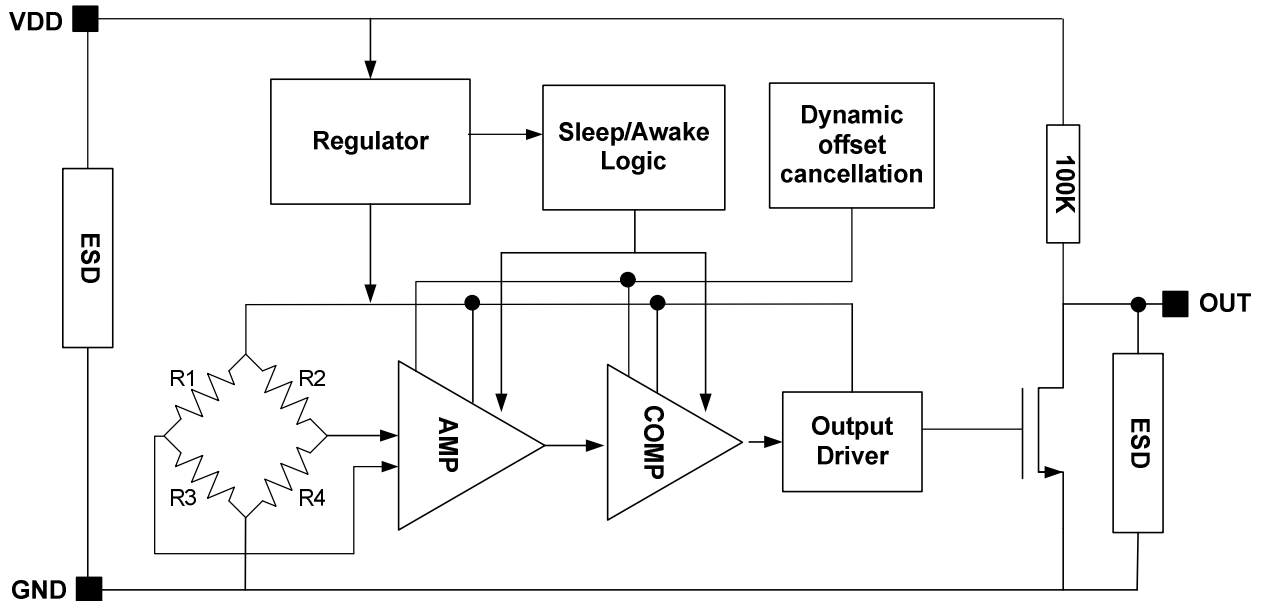 VDD
Regulator
Sleep/Awake
Logic
Dynamic
offset
cancellation
100K
ESD
OUT
R1
R2
R3
R4
AMP
COMP
Output
Driver
ESD
GND